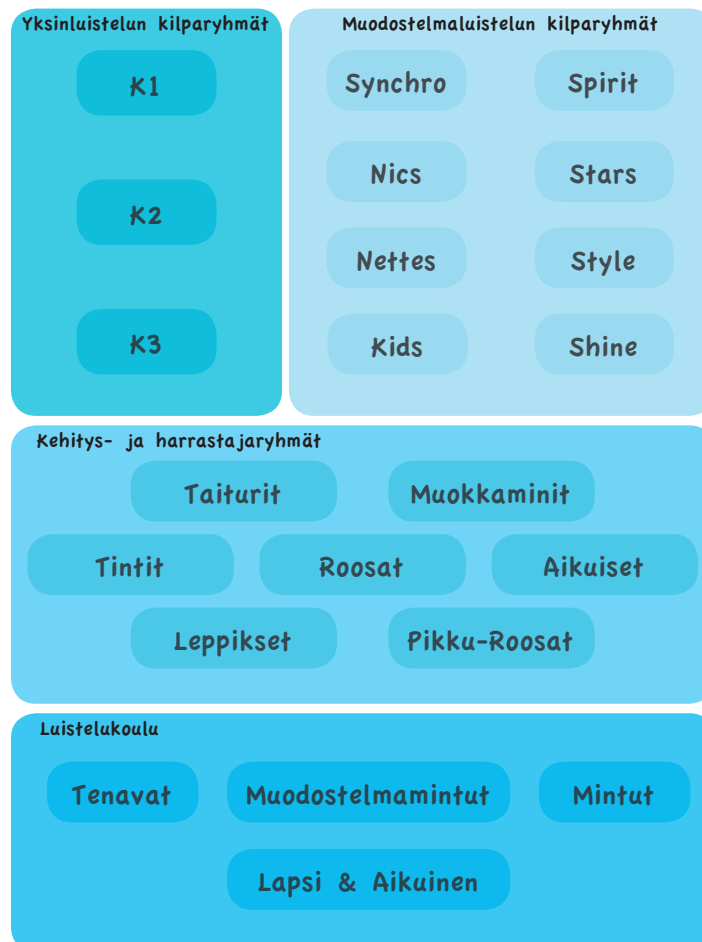 Yksinluistelun kilparyhmät
K1
K2
K3
Muodostelmaluistelun kilparyhmät
Synchro Spirit
Nics Stars
Nettes Style
Kids Shine
Kehitys- ja harrastajaryhmät
Taiturit Muokkaminit
Tintit Roosat Aikuiset
Leppikset Pikku-Roosat
Luistelukoulu
Tenavat Muodostelmamintut Mintut
Lapsi & Aikuinen